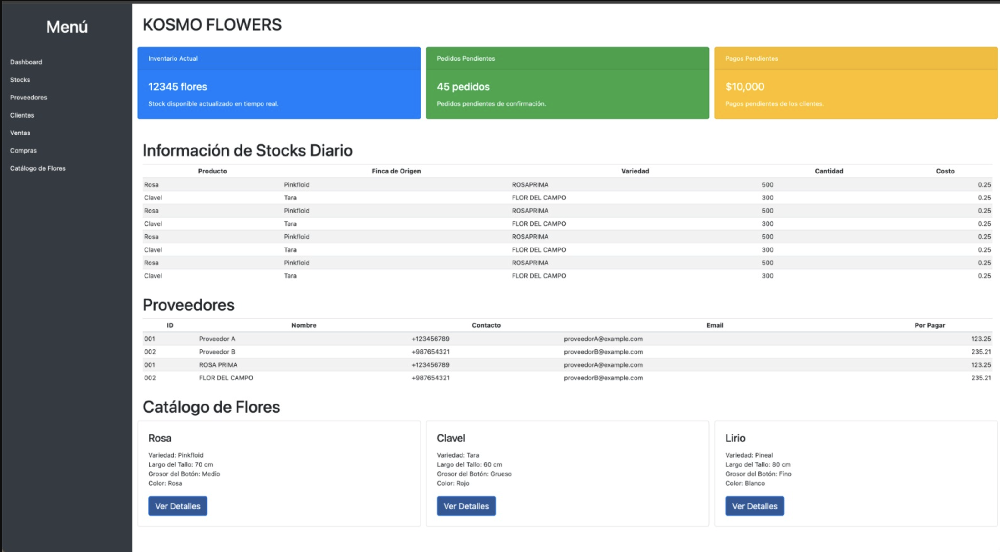 Menú
Dashboard
Stocks
Proveedores
Clientes
Ventas
Compras
Catálogo de Flores
KOSMO FLOWERS
Inventario Actual
12345 flores
Stock disponible actualizado en tiempo real.
Pedidos Pendientes
45 pedidos
Pedidos pendientes de confirmación.
Pagos Pendientes
$10,000
Pagos pendientes de los clientes.
Información de Stocks Diario
Producto Finca de Origen Variedad Cantidad Costo
Rosa Pinkfloid ROSAPRIMA 500 0.25
Clavel Tara FLOR DEL CAMPO 300 0.25
Rosa Pinkfloid ROSAPRIMA 500 0.25
Clavel Tara FLOR DEL CAMPO 300 0.25
Rosa Pinkfloid ROSAPRIMA 500 0.25
Clavel Tara FLOR DEL CAMPO 300 0.25
Rosa Pinkfloid ROSAPRIMA 500 0.25
Clavel Tara FLOR DEL CAMPO 300 0.25
Proveedores
ID Nombre Contacto Email Por Pagar
001 Proveedor A +123456789 proveedorA@example.com 123.25
002 Proveedor B +987654321 proveedorB@example.com 235.21
001 ROSA PRIMA +123456789 proveedorA@example.com 123.25
002 FLOR DEL CAMPO +987654321 proveedorB@example.com 235.21
Catálogo de Flores
Rosa
Variedad: Pinkfloid
Largo del Tallo: 70 cm
Grosor del Botón: Medio
Color: Rosa
Ver Detalles
Clavel
Variedad: Tara
Largo del Tallo: 60 cm
Grosor del Botón: Grueso
Color: Rojo
Ver Detalles
Lirio
Variedad: Pineal
Largo del Tallo: 80 cm
Grosor del Botón: Fino
Color: Blanco
Ver Detalles